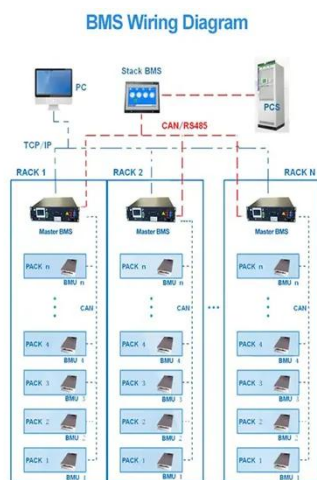 BMS Wiring Diagram
Stack BMS
PC
PCS
CAN/RS485
TCP/IP
RACK 1
RACK 2
RACK N
Master BMS
Master BMS
Master BMS
PACK n
BMU n
PACK n
BMU n
PACK n
BMU n
CAN
CAN
CAN
PACK 4
BMU 4
PACK 4
BMU 4
PACK 4
BMU 4
PACK 3
BMU 3
PACK 3
BMU 3
PACK 3
BMU 3
PACK 2
BMU 2
PACK 2
BMU 2
PACK 2
BMU 2
PACK 1
BMU 1
PACK 1
BMU 1
PACK 1
BMU 1